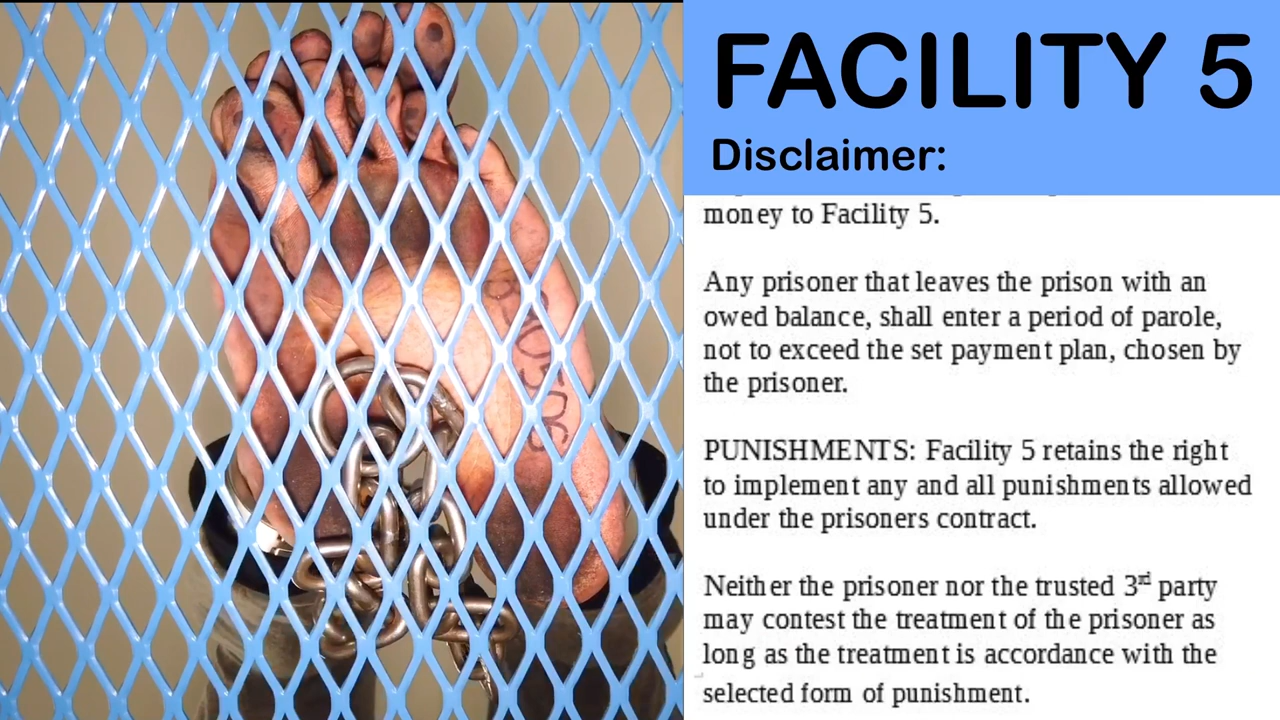 FACILITY 5
Disclaimer:
money to Facility 5.
Any prisoner that leaves the prison with an
owed balance, shall enter a period of parole,
not to exceed the set payment plan, chosen by
the prisoner.
PUNISHMENTS: Facility 5 retains the right
to implement any and all punishments allowed
under the prisoners contract.
Neither the prisoner nor the trusted 3rd party
may contest the treatment of the prisoner as
long as the treatment is accordance with the
selected form of punishment.